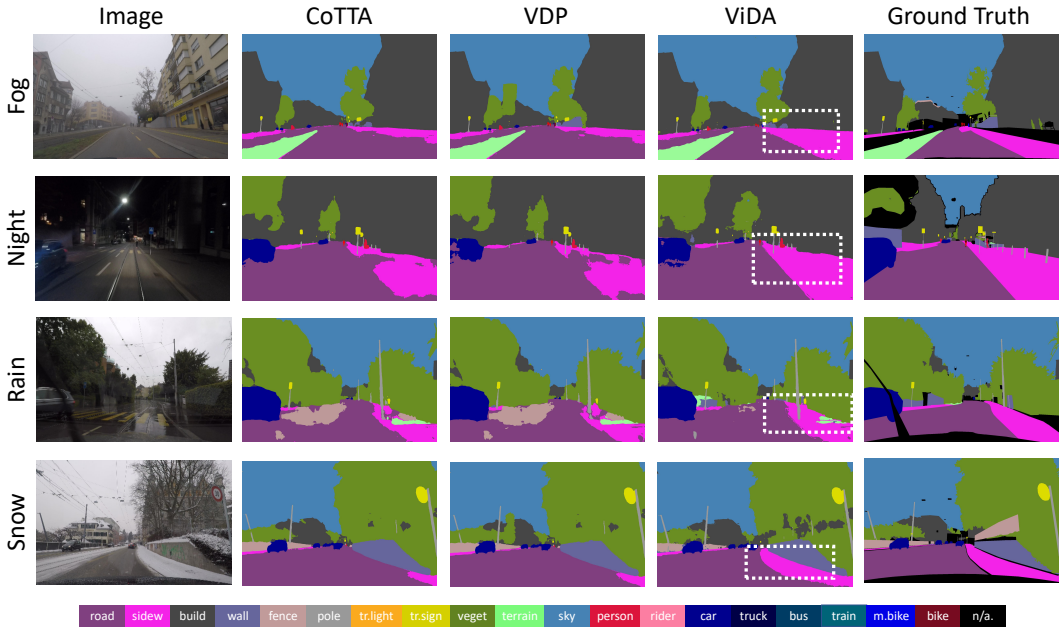 Image CoTTA VDP ViDA Ground Truth
Fog
Night
Rain
Snow
road sidew build wall fence pole tr.light tr.sign veget terrain sky person rider car truck bus train m.bike bike n/a.